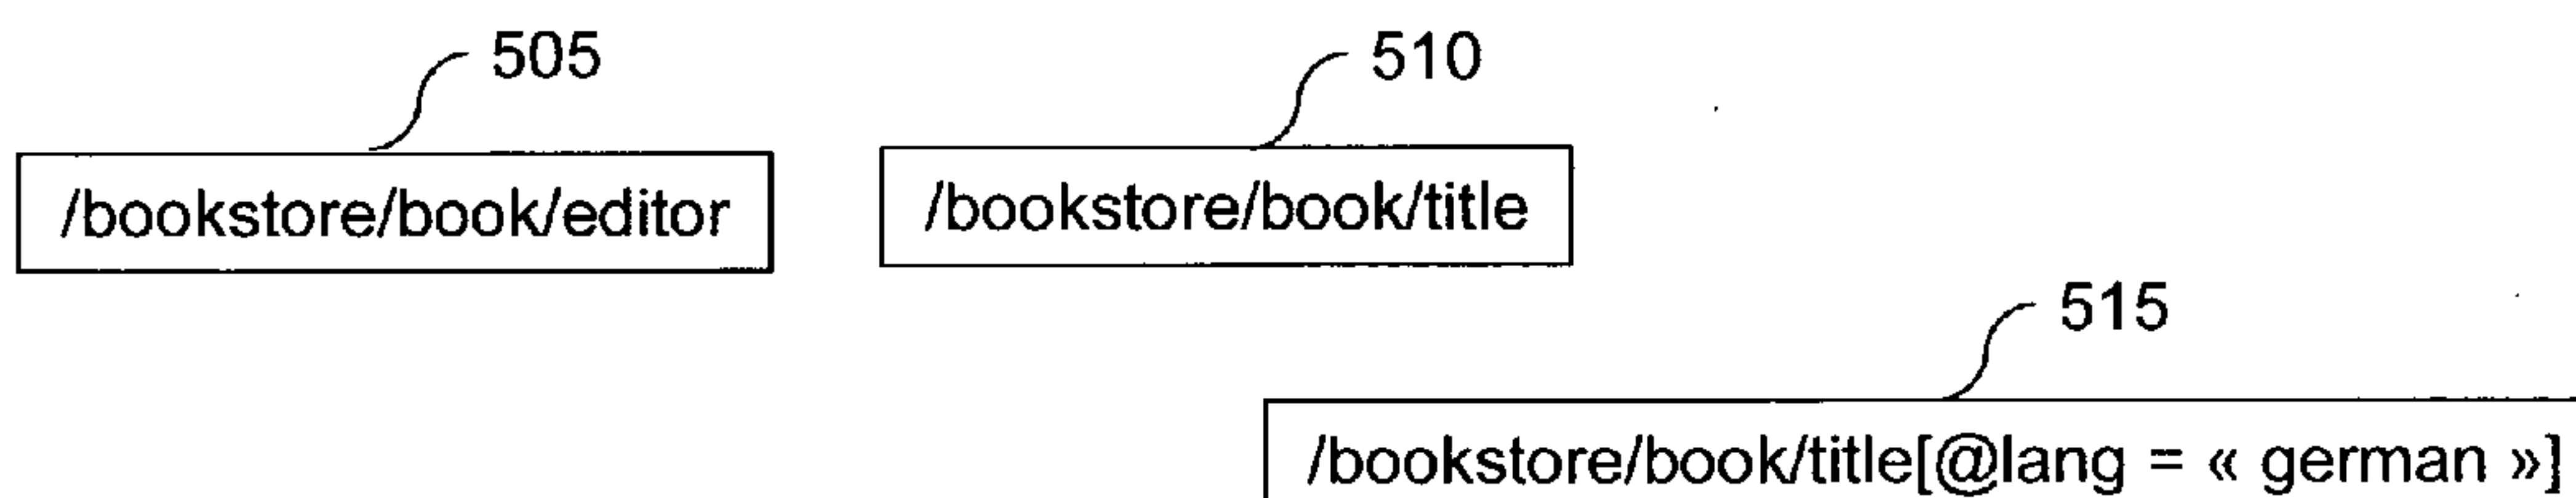 505 510
/bookstore/book/editor /bookstore/book/title
515
/bookstore/book/title[@lang = « german »]